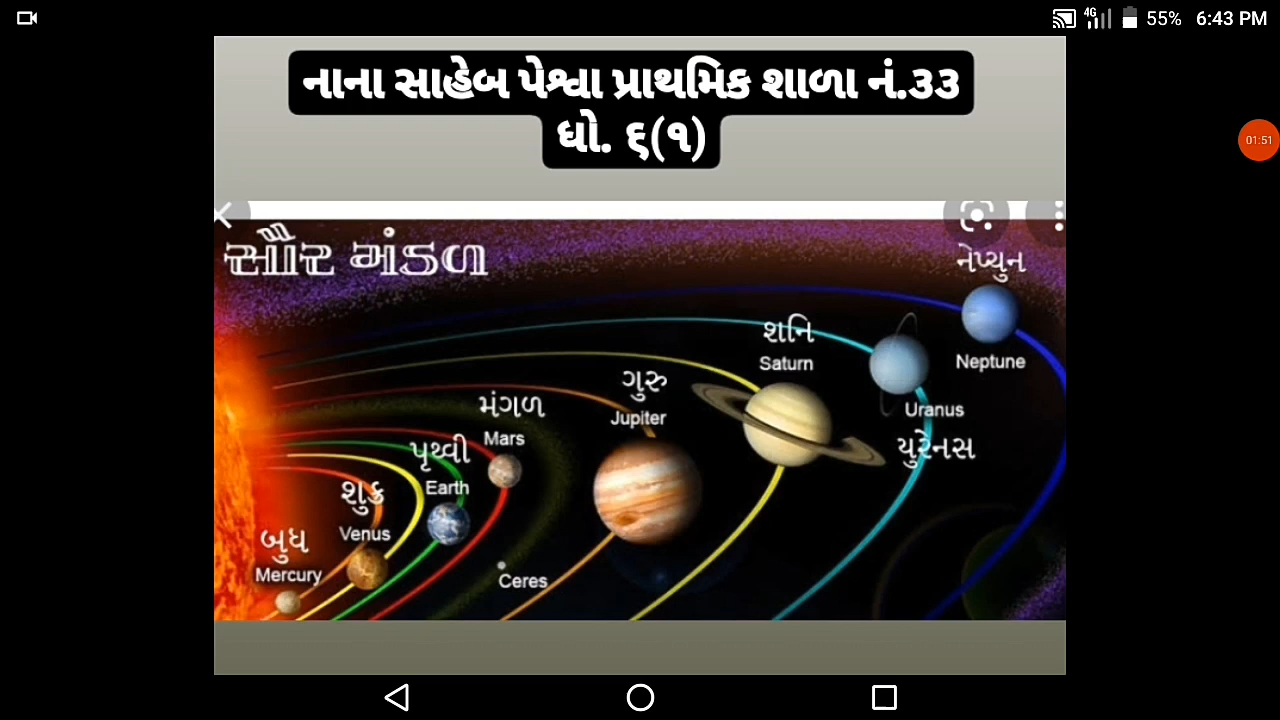 4G 55% 6:43 PM
નાના સાહેબ પેશ્વા પ્રાથમિક શાળા નં.૩૩
ધો. ૬(૧)
01:51
સૌર મંડળ
નેપ્ચુન
Neptune
શનિ
Saturn
Uranus
યુરેનસ
ગુરુ
Jupiter
મંગળ
Mars
પૃથ્વી
Earth
શુક્ર
Venus
બુધ
Mercury
Ceres